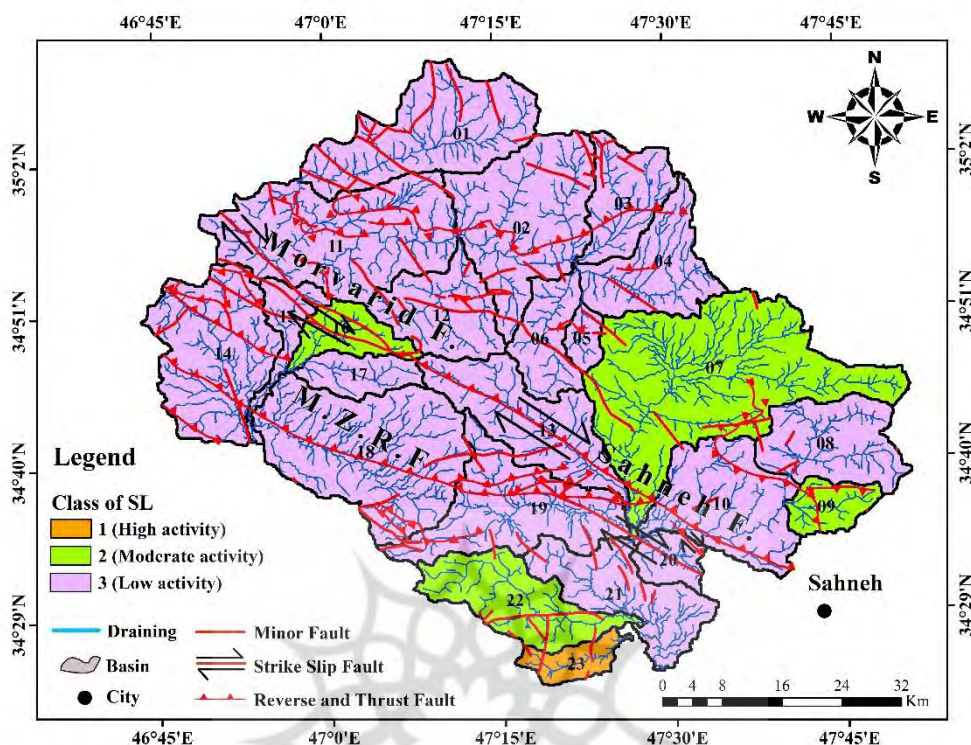 46°45'E 47°0'E 47°15'E 47°30'E 47°45'E
N
W E
S
35°2'N 35°2'N
01
03
02
11
04
Morvarid F.
34°51'N 34°51'N
15
16
12
06
05
14
07
17
M.Z.R.F
13
08
18
Sahneh F.
34°40'N 34°40'N
19
10
09
20
21
22
23
Sahneh
34°29'N 34°29'N
Legend
Class of SL
1 (High activity)
2 (Moderate activity)
3 (Low activity)
Draining
Basin
City
Minor Fault
Strike Slip Fault
Reverse and Thrust Fault
0 4 8 16 24 32
Km
46°45'E 47°0'E 47°15'E 47°30'E 47°45'E